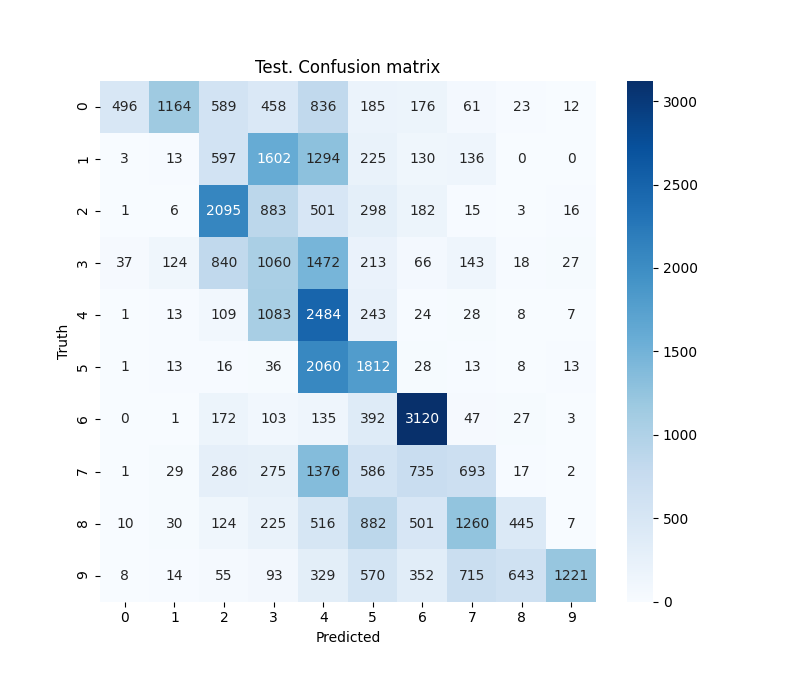 Test. Confusion matrix
0 496 1164 589 458 836 185 176 61 23 12
1 3 13 597 1602 1294 225 130 136 0 0
2 1 6 2095 883 501 298 182 15 3 16
3 37 124 840 1060 1472 213 66 143 18 27
4 1 13 109 1083 2484 243 24 28 8 7
5 1 13 16 36 2060 1812 28 13 8 13
6 0 1 172 103 135 392 3120 47 27 3
7 1 29 286 275 1376 586 735 693 17 2
8 10 30 124 225 516 882 501 1260 445 7
9 8 14 55 93 329 570 352 715 643 1221
0 1 2 3 4 5 6 7 8 9
Truth
Predicted
3000
2500
2000
1500
1000
500
0